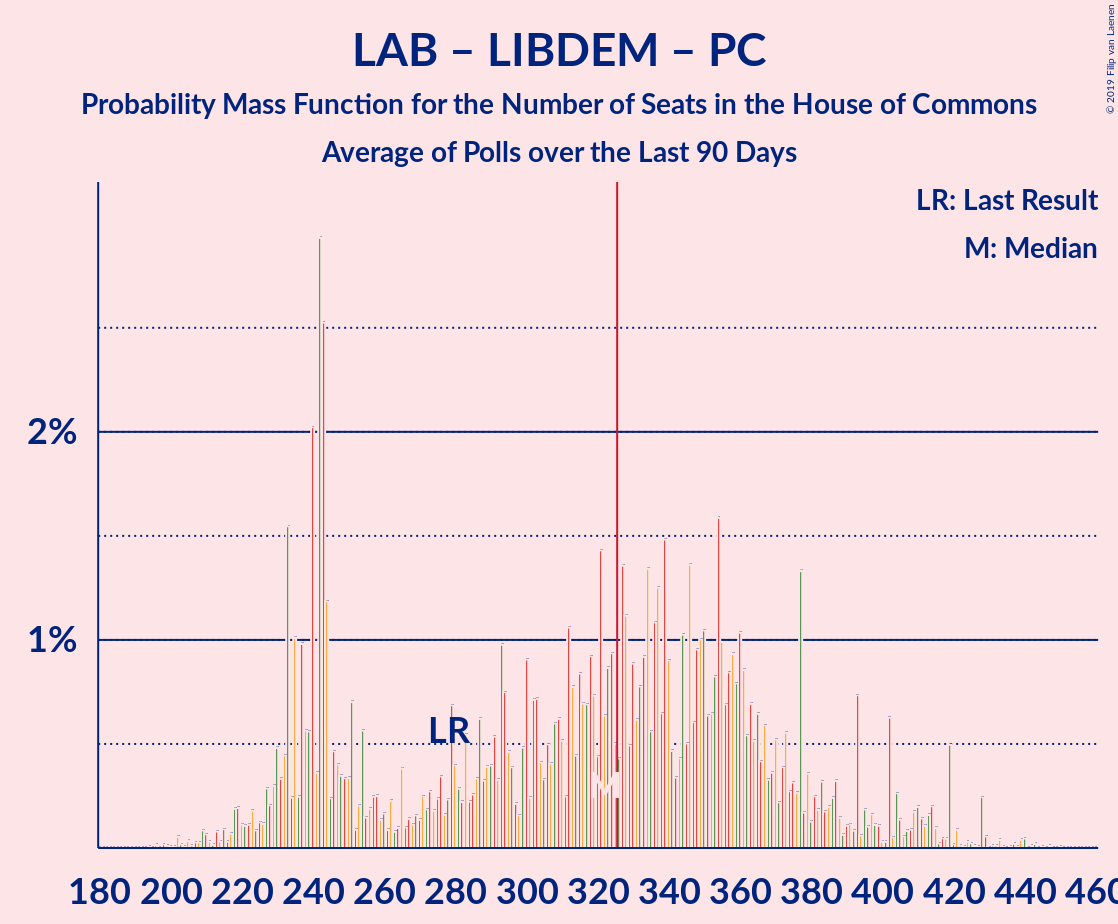 LAB – LIBDEM – PC
Probability Mass Function for the Number of Seats in the House of Commons
Average of Polls over the Last 90 Days
© 2019 Filip van Laenen
LR: Last Result
M: Median
2%
1%
LR
M
180 200 220 240 260 280 300 320 340 360 380 400 420 440 460